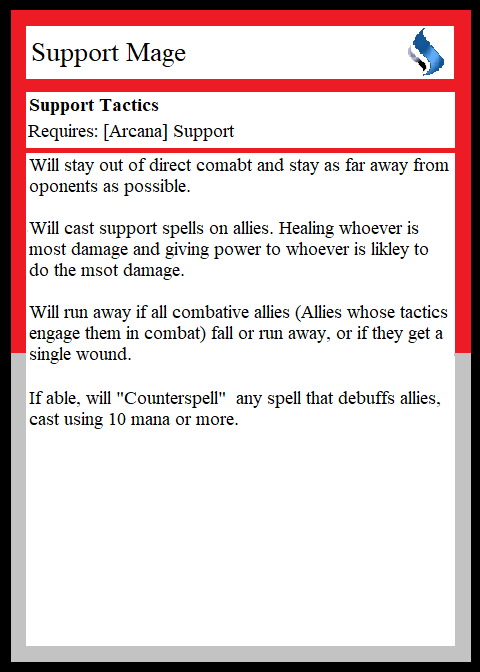 Support Mage
Support Tactics
Requires: [Arcana] Support
Will stay out of direct comabt and stay as far away from
oponents as possible.
Will cast support spells on allies. Healing whoever is
most damage and giving power to whoever is likley to
do the msot damage.
Will run away if all combative allies (Allies whose tactics
engage them in combat) fall or run away, or if they get a
single wound.
If able, will "Counterspell"  any spell that debuffs allies,
cast using 10 mana or more.